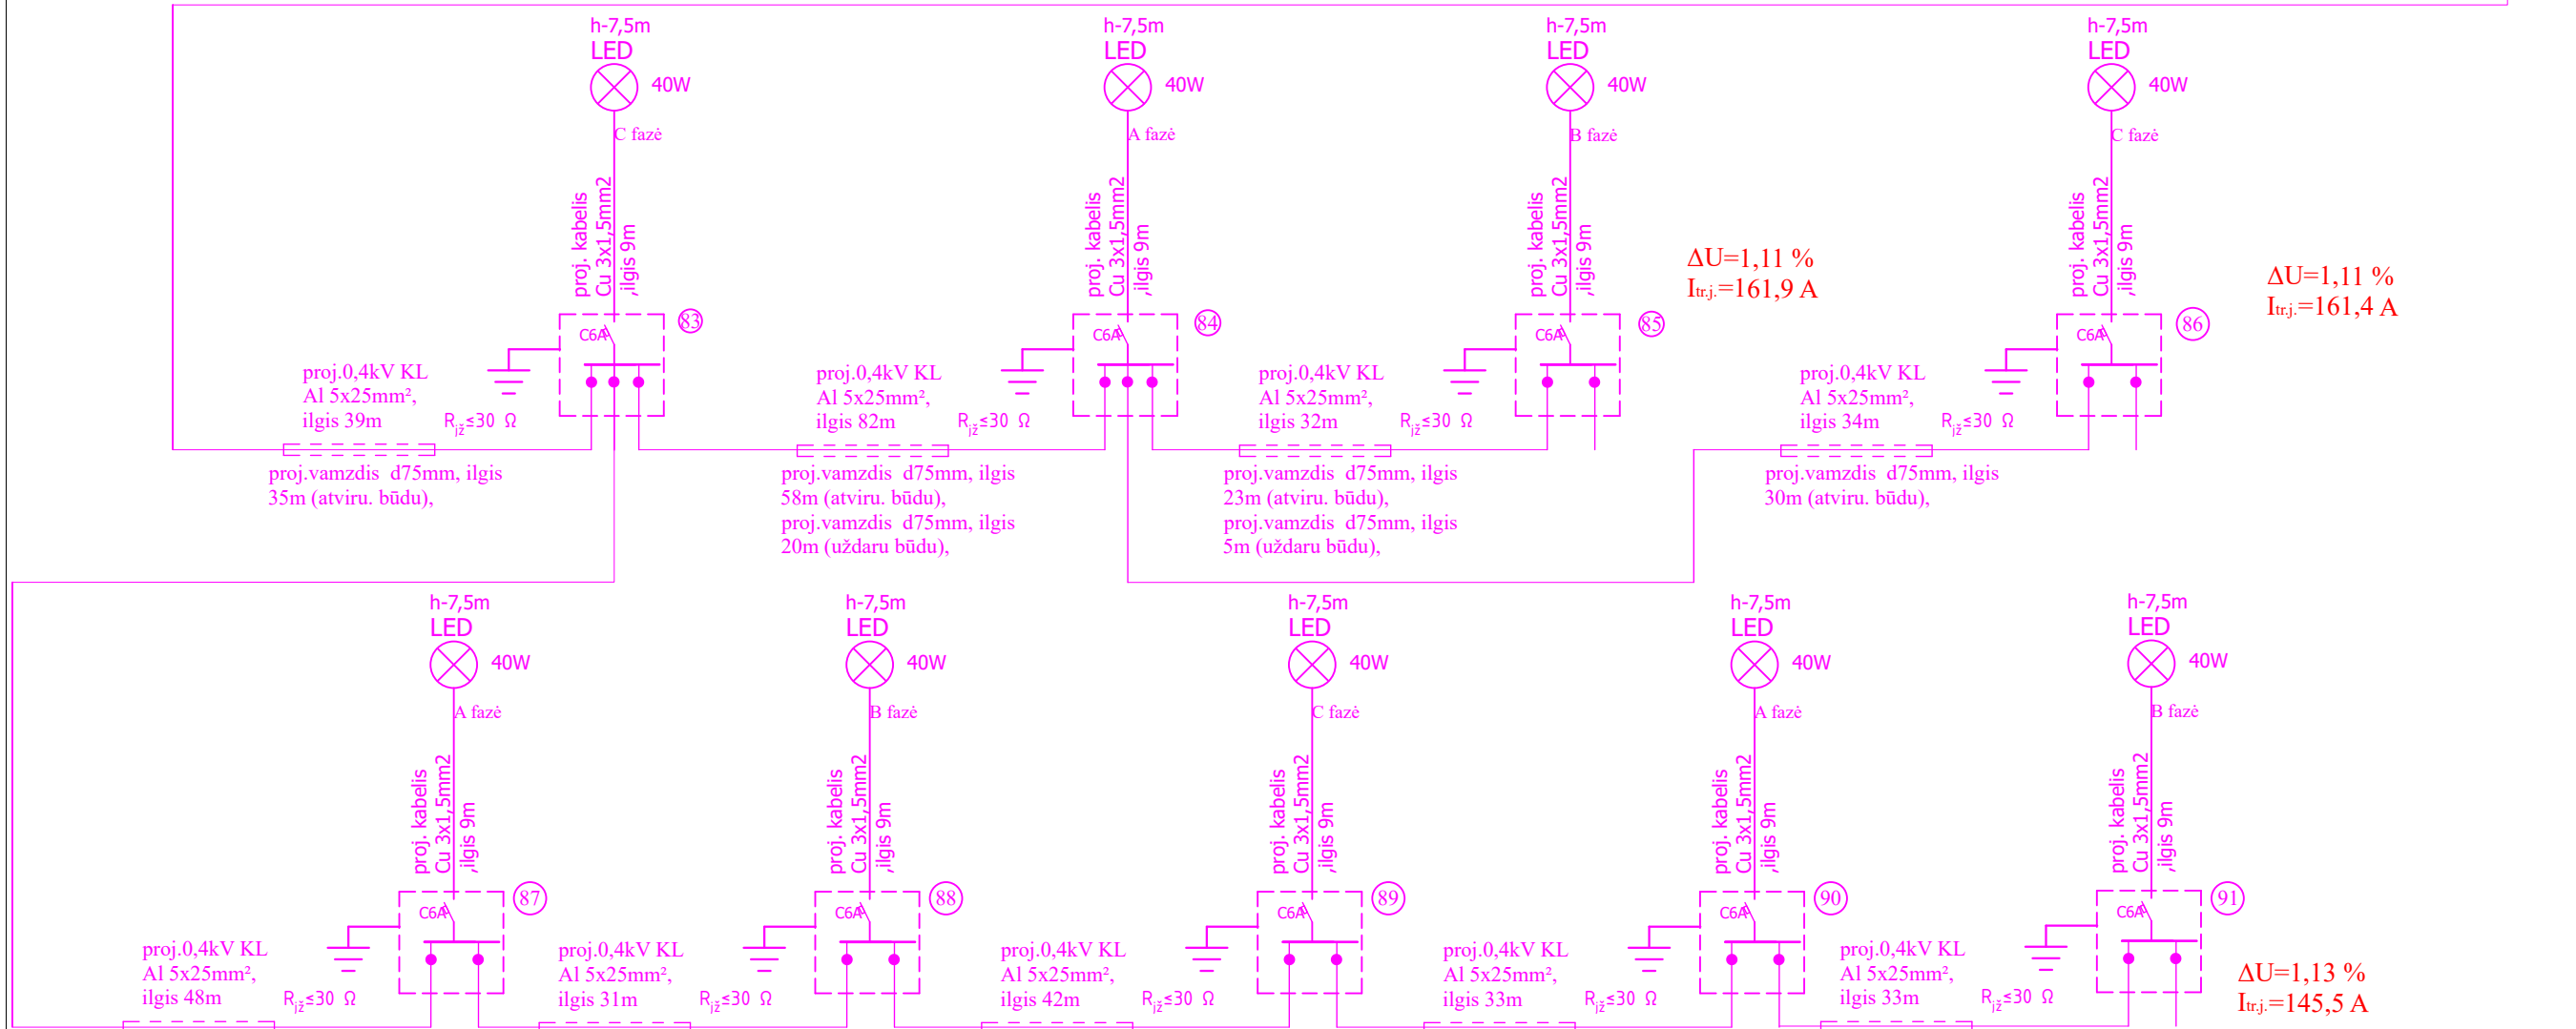 h-7,5m
LED
40W
C fazė
proj. kabelis
Cu 3x1,5mm2
,ilgis 9m
C6A
83
proj.0,4kV KL
Al 5x25mm²,
ilgis 39m
Rįž≤30 Ω
proj.vamzdis d75mm, ilgis
35m (atviru. būdu),
h-7,5m
LED
40W
A fazė
proj. kabelis
Cu 3x1,5mm2
,ilgis 9m
C6A
84
proj.0,4kV KL
Al 5x25mm²,
ilgis 82m
Rįž≤30 Ω
proj.vamzdis d75mm, ilgis
58m (atviru. būdu),
proj.vamzdis d75mm, ilgis
20m (uždaru būdu),
h-7,5m
LED
40W
B fazė
proj. kabelis
Cu 3x1,5mm2
,ilgis 9m
C6A
85
ΔU=1,11 %
Itr.j.=161,9 A
proj.0,4kV KL
Al 5x25mm²,
ilgis 32m
Rįž≤30 Ω
proj.vamzdis d75mm, ilgis
23m (atviru. būdu),
proj.vamzdis d75mm, ilgis
5m (uždaru būdu),
h-7,5m
LED
40W
C fazė
proj. kabelis
Cu 3x1,5mm2
,ilgis 9m
C6A
86
ΔU=1,11 %
Itr.j.=161,4 A
proj.0,4kV KL
Al 5x25mm²,
ilgis 34m
Rįž≤30 Ω
proj.vamzdis d75mm, ilgis
30m (atviru. būdu),
h-7,5m
LED
40W
A fazė
proj. kabelis
Cu 3x1,5mm2
,ilgis 9m
C6A
87
proj.0,4kV KL
Al 5x25mm²,
ilgis 48m
Rįž≤30 Ω
h-7,5m
LED
40W
B fazė
proj. kabelis
Cu 3x1,5mm2
,ilgis 9m
C6A
88
proj.0,4kV KL
Al 5x25mm²,
ilgis 31m
Rįž≤30 Ω
h-7,5m
LED
40W
C fazė
proj. kabelis
Cu 3x1,5mm2
,ilgis 9m
C6A
89
proj.0,4kV KL
Al 5x25mm²,
ilgis 42m
Rįž≤30 Ω
h-7,5m
LED
40W
A fazė
proj. kabelis
Cu 3x1,5mm2
,ilgis 9m
C6A
90
proj.0,4kV KL
Al 5x25mm²,
ilgis 33m
Rįž≤30 Ω
h-7,5m
LED
40W
B fazė
proj. kabelis
Cu 3x1,5mm2
,ilgis 9m
C6A
91
proj.0,4kV KL
Al 5x25mm²,
ilgis 33m
Rįž≤30 Ω
ΔU=1,13 %
Itr.j.=145,5 A